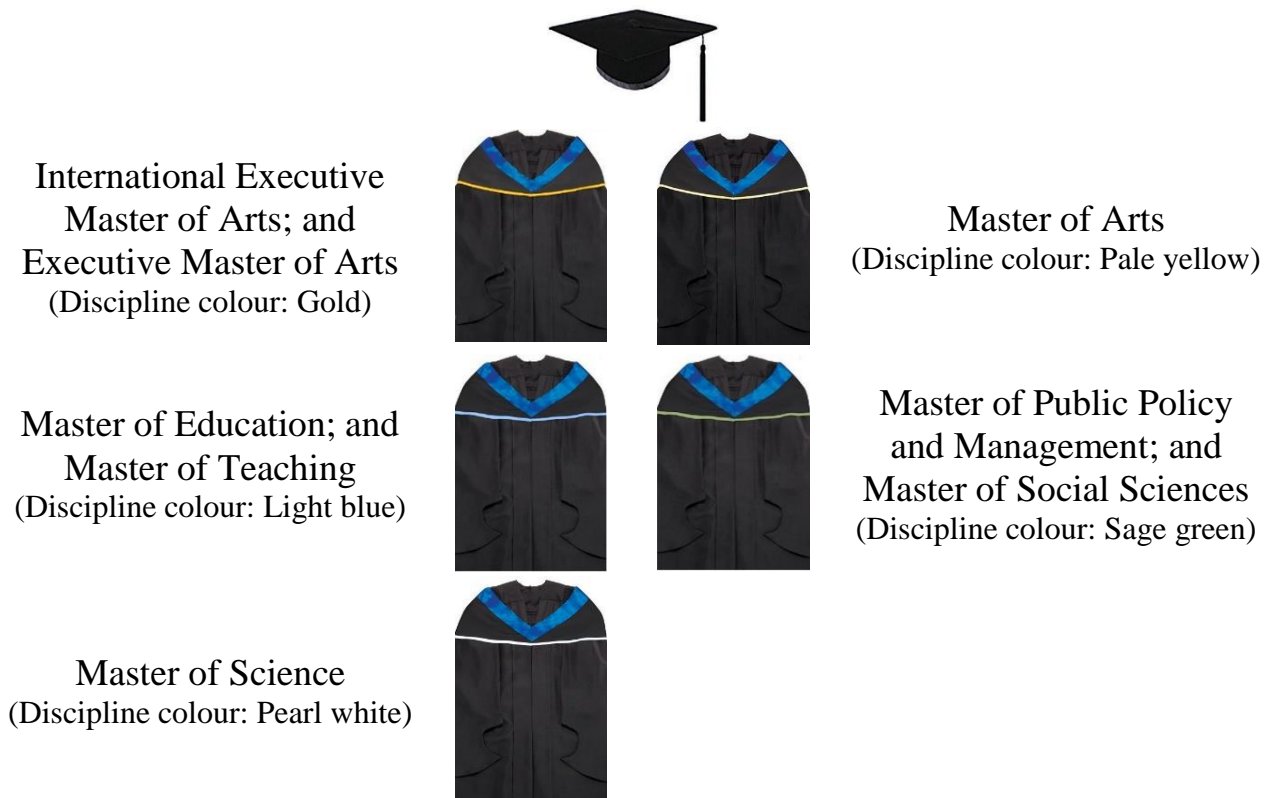 International Executive
Master of Arts; and
Executive Master of Arts
(Discipline colour: Gold)
Master of Arts
(Discipline colour: Pale yellow)
Master of Education; and
Master of Teaching
(Discipline colour: Light blue)
Master of Public Policy
and Management; and
Master of Social Sciences
(Discipline colour: Sage green)
Master of Science
(Discipline colour: Pearl white)